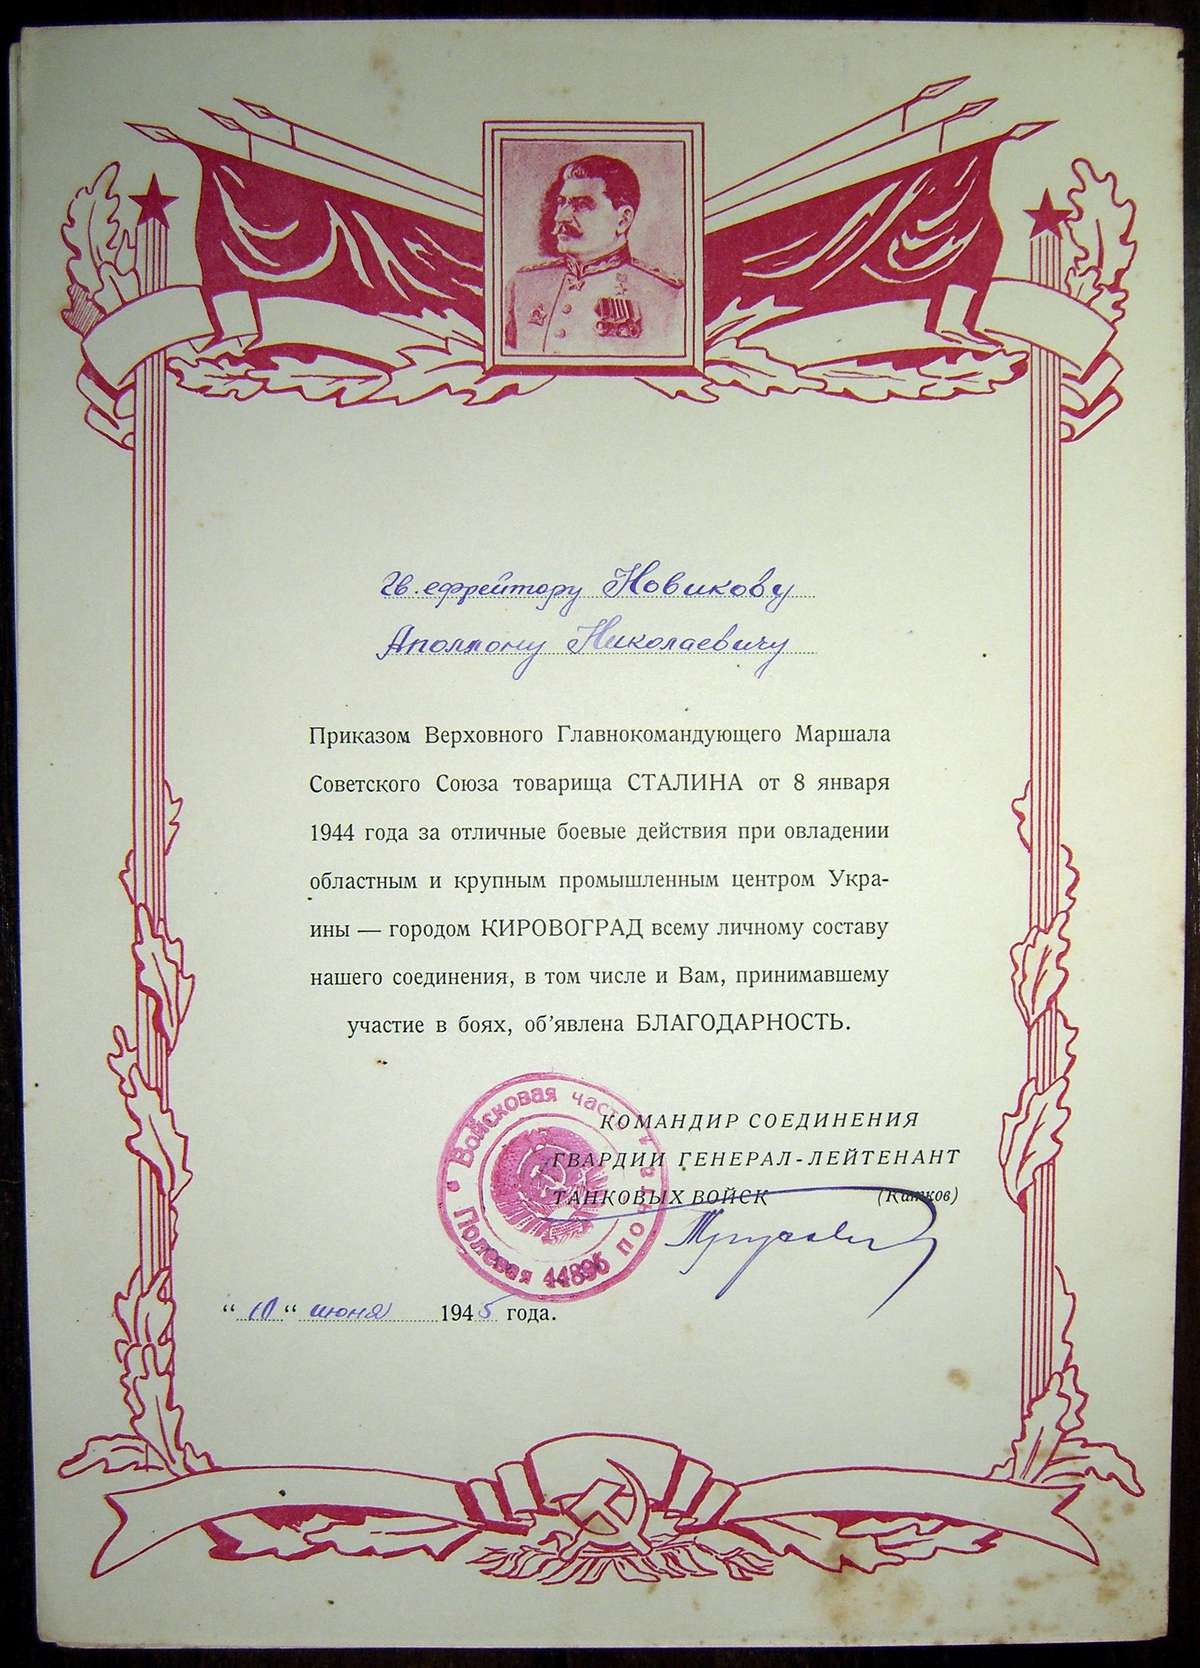 гв. ефрейтору Новикову
Аполлону Николаевичу
Приказом Верховного Главнокомандующего Маршала
Советского Союза товарища СТАЛИНА от 8 января
1944 года за отличные боевые действия при овладении
областным и крупным промышленным центром Укра-
ины — городом КИРОВОГРАД всему личному составу
нашего соединения, в том числе и Вам, принимавшему
участие в боях, об’явлена БЛАГОДАРНОСТЬ.
КОМАНДИР СОЕДИНЕНИЯ
ГВАРДИИ ГЕНЕРАЛ-ЛЕЙТЕНАНТ
ТАНКОВЫХ ВОЙСК (Катков)
Войсковая часть
Полевая почта 44896
“10“ июня 1945 года.